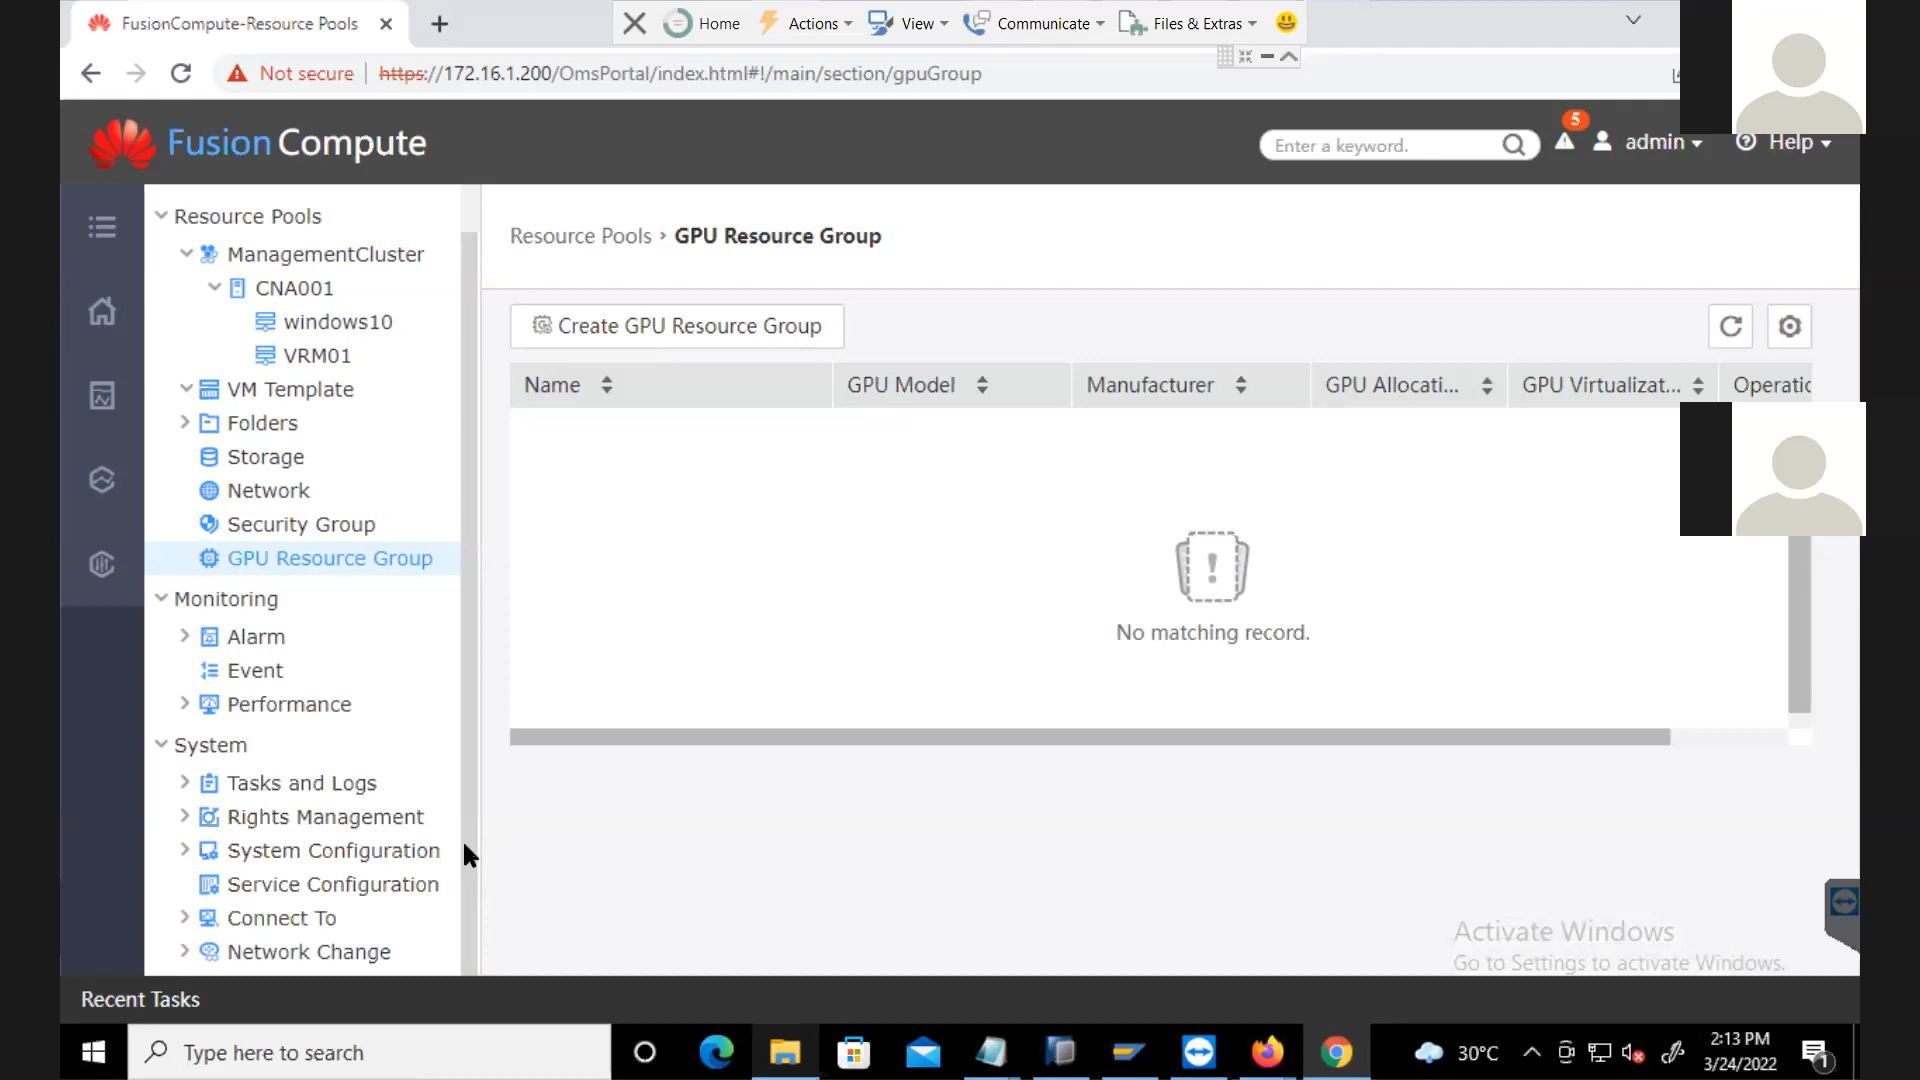 FusionCompute-Resource Pools
Home
Actions
View
Communicate
Files & Extras
Not secure
https://172.16.1.200/OmsPortal/index.html#!/main/section/gpuGroup
FusionCompute
Enter a keyword.
5
admin
Help
Resource Pools
ManagementCluster
CNA001
windows10
VRM01
VM Template
Folders
Storage
Network
Security Group
GPU Resource Group
Monitoring
Alarm
Event
Performance
System
Tasks and Logs
Rights Management
System Configuration
Service Configuration
Connect To
Network Change
Resource Pools › GPU Resource Group
Create GPU Resource Group
Name
GPU Model
Manufacturer
GPU Allocati...
GPU Virtualizat...
Operatio
No matching record.
Activate Windows
Go to Settings to activate Windows.
Recent Tasks
Type here to search
30°C
2:13 PM
3/24/2022
1